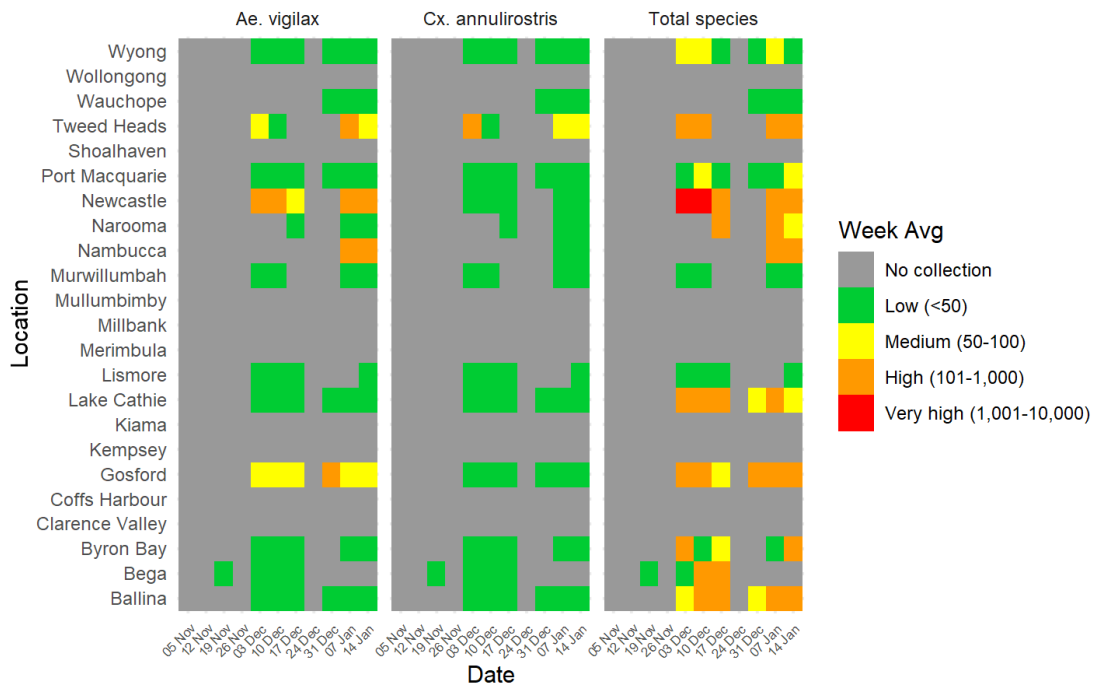 Ae. vigilax
Cx. annulirostris
Total species
Location
Wyong
Wollongong
Wauchope
Tweed Heads
Shoalhaven
Port Macquarie
Newcastle
Narooma
Nambucca
Murwillumbah
Mullumbimby
Millbank
Merimbula
Lismore
Lake Cathie
Kiama
Kempsey
Gosford
Coffs Harbour
Clarence Valley
Byron Bay
Bega
Ballina
05 Nov
12 Nov
19 Nov
26 Nov
03 Dec
10 Dec
17 Dec
24 Dec
31 Dec
07 Jan
14 Jan
05 Nov
12 Nov
19 Nov
26 Nov
03 Dec
10 Dec
17 Dec
24 Dec
31 Dec
07 Jan
14 Jan
05 Nov
12 Nov
19 Nov
26 Nov
03 Dec
10 Dec
17 Dec
24 Dec
31 Dec
07 Jan
14 Jan
Date
Week Avg
No collection
Low (<50)
Medium (50-100)
High (101-1,000)
Very high (1,001-10,000)